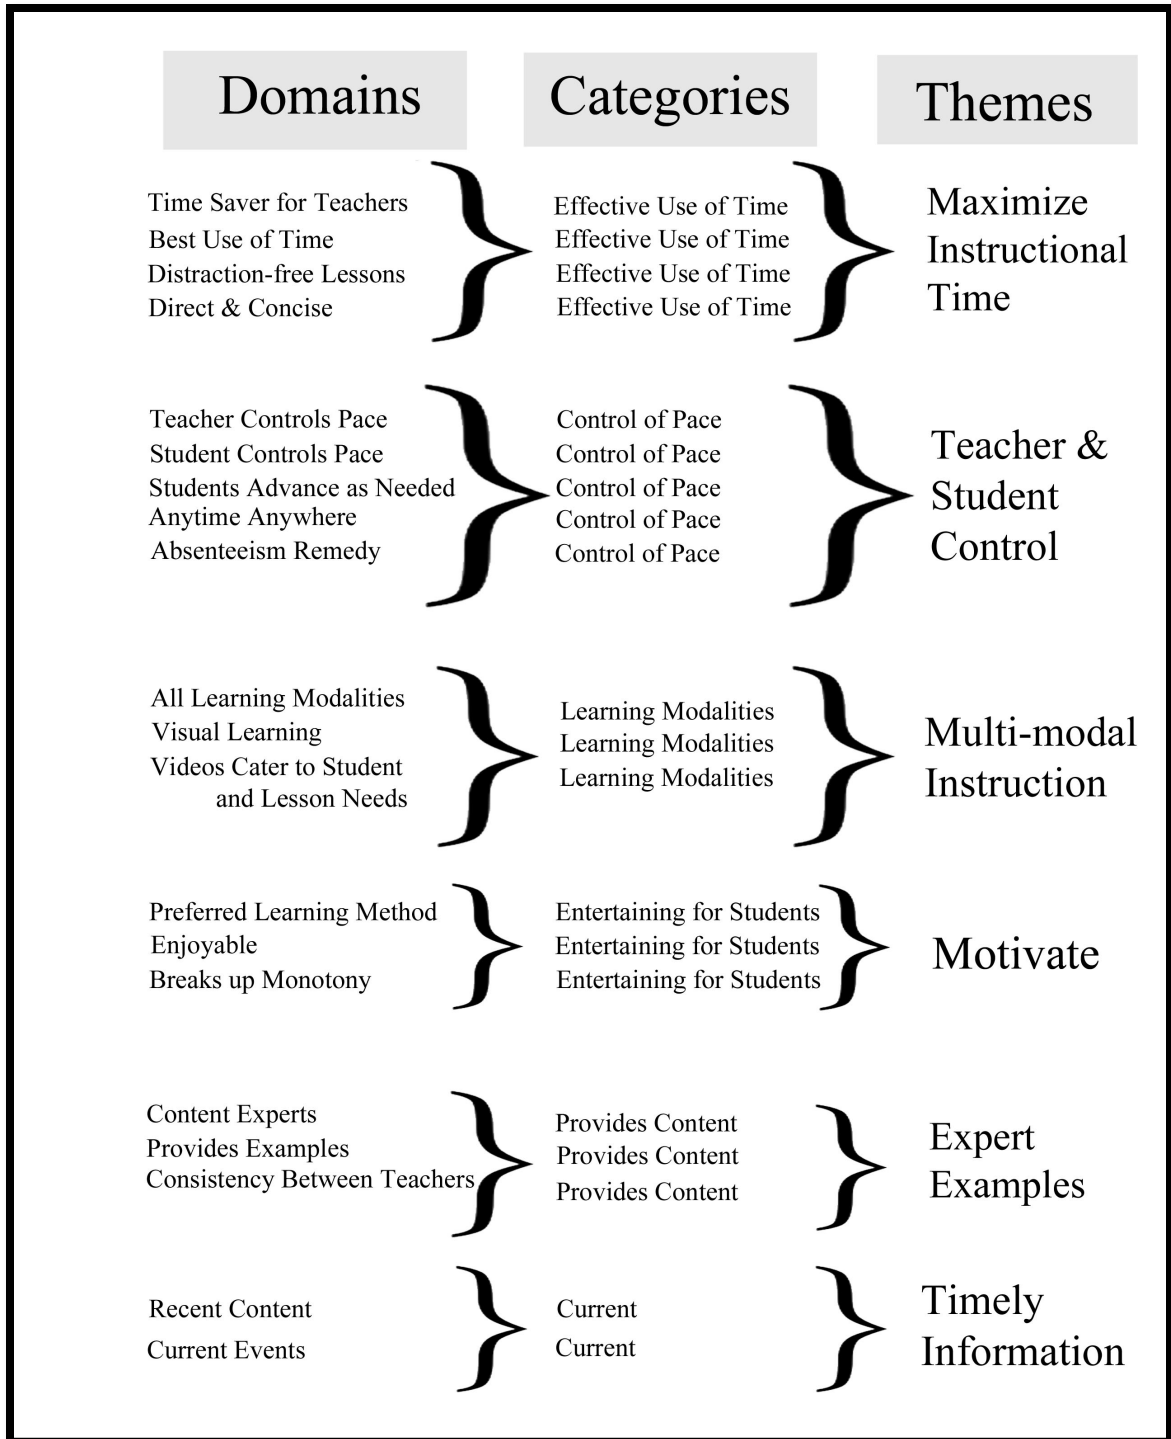 Domains
Categories
Themes
Time Saver for Teachers
Best Use of Time
Distraction-free Lessons
Direct & Concise
Effective Use of Time
Effective Use of Time
Effective Use of Time
Effective Use of Time
Maximize
Instructional
Time
Teacher Controls Pace
Student Controls Pace
Students Advance as Needed
Anytime Anywhere
Absenteeism Remedy
Control of Pace
Control of Pace
Control of Pace
Control of Pace
Control of Pace
Teacher &
Student
Control
All Learning Modalities
Visual Learning
Videos Cater to Student
and Lesson Needs
Learning Modalities
Learning Modalities
Learning Modalities
Multi-modal
Instruction
Preferred Learning Method
Enjoyable
Breaks up Monotony
Entertaining for Students
Entertaining for Students
Entertaining for Students
Motivate
Content Experts
Provides Examples
Consistency Between Teachers
Provides Content
Provides Content
Provides Content
Expert
Examples
Recent Content
Current Events
Current
Current
Timely
Information